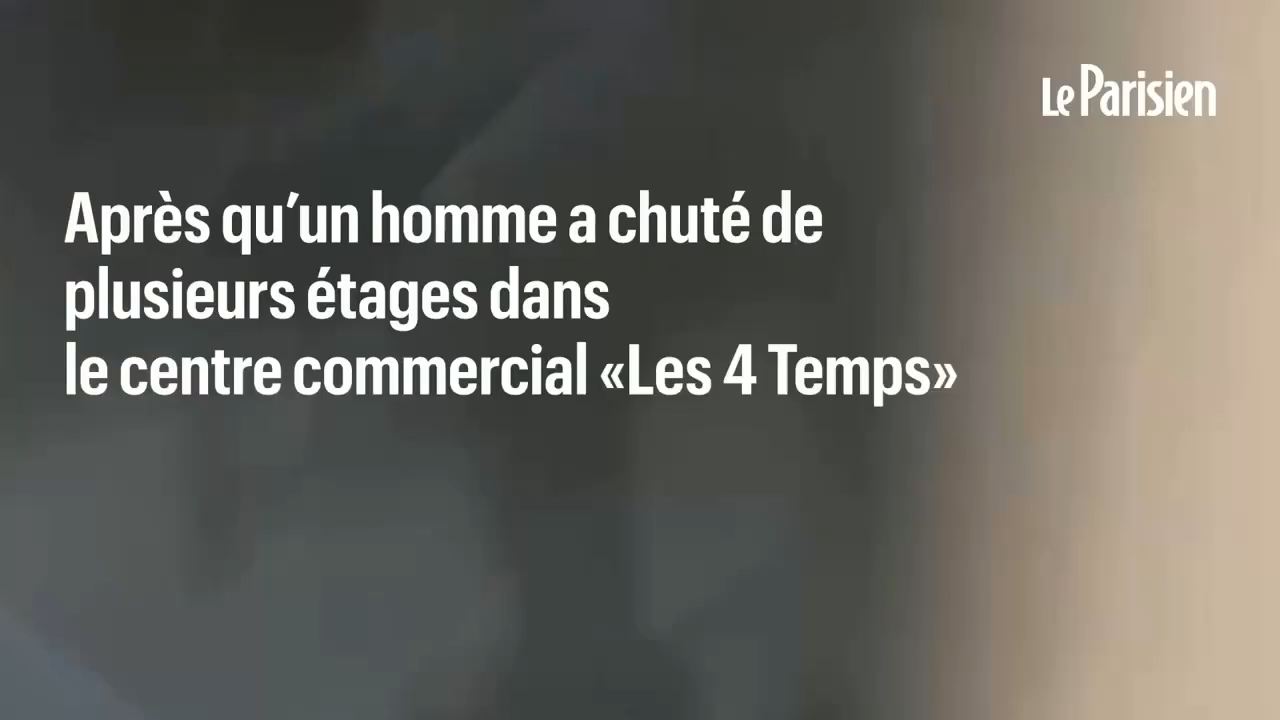 Le Parisien
Après qu’un homme a chuté de
plusieurs étages dans
le centre commercial «Les 4 Temps»